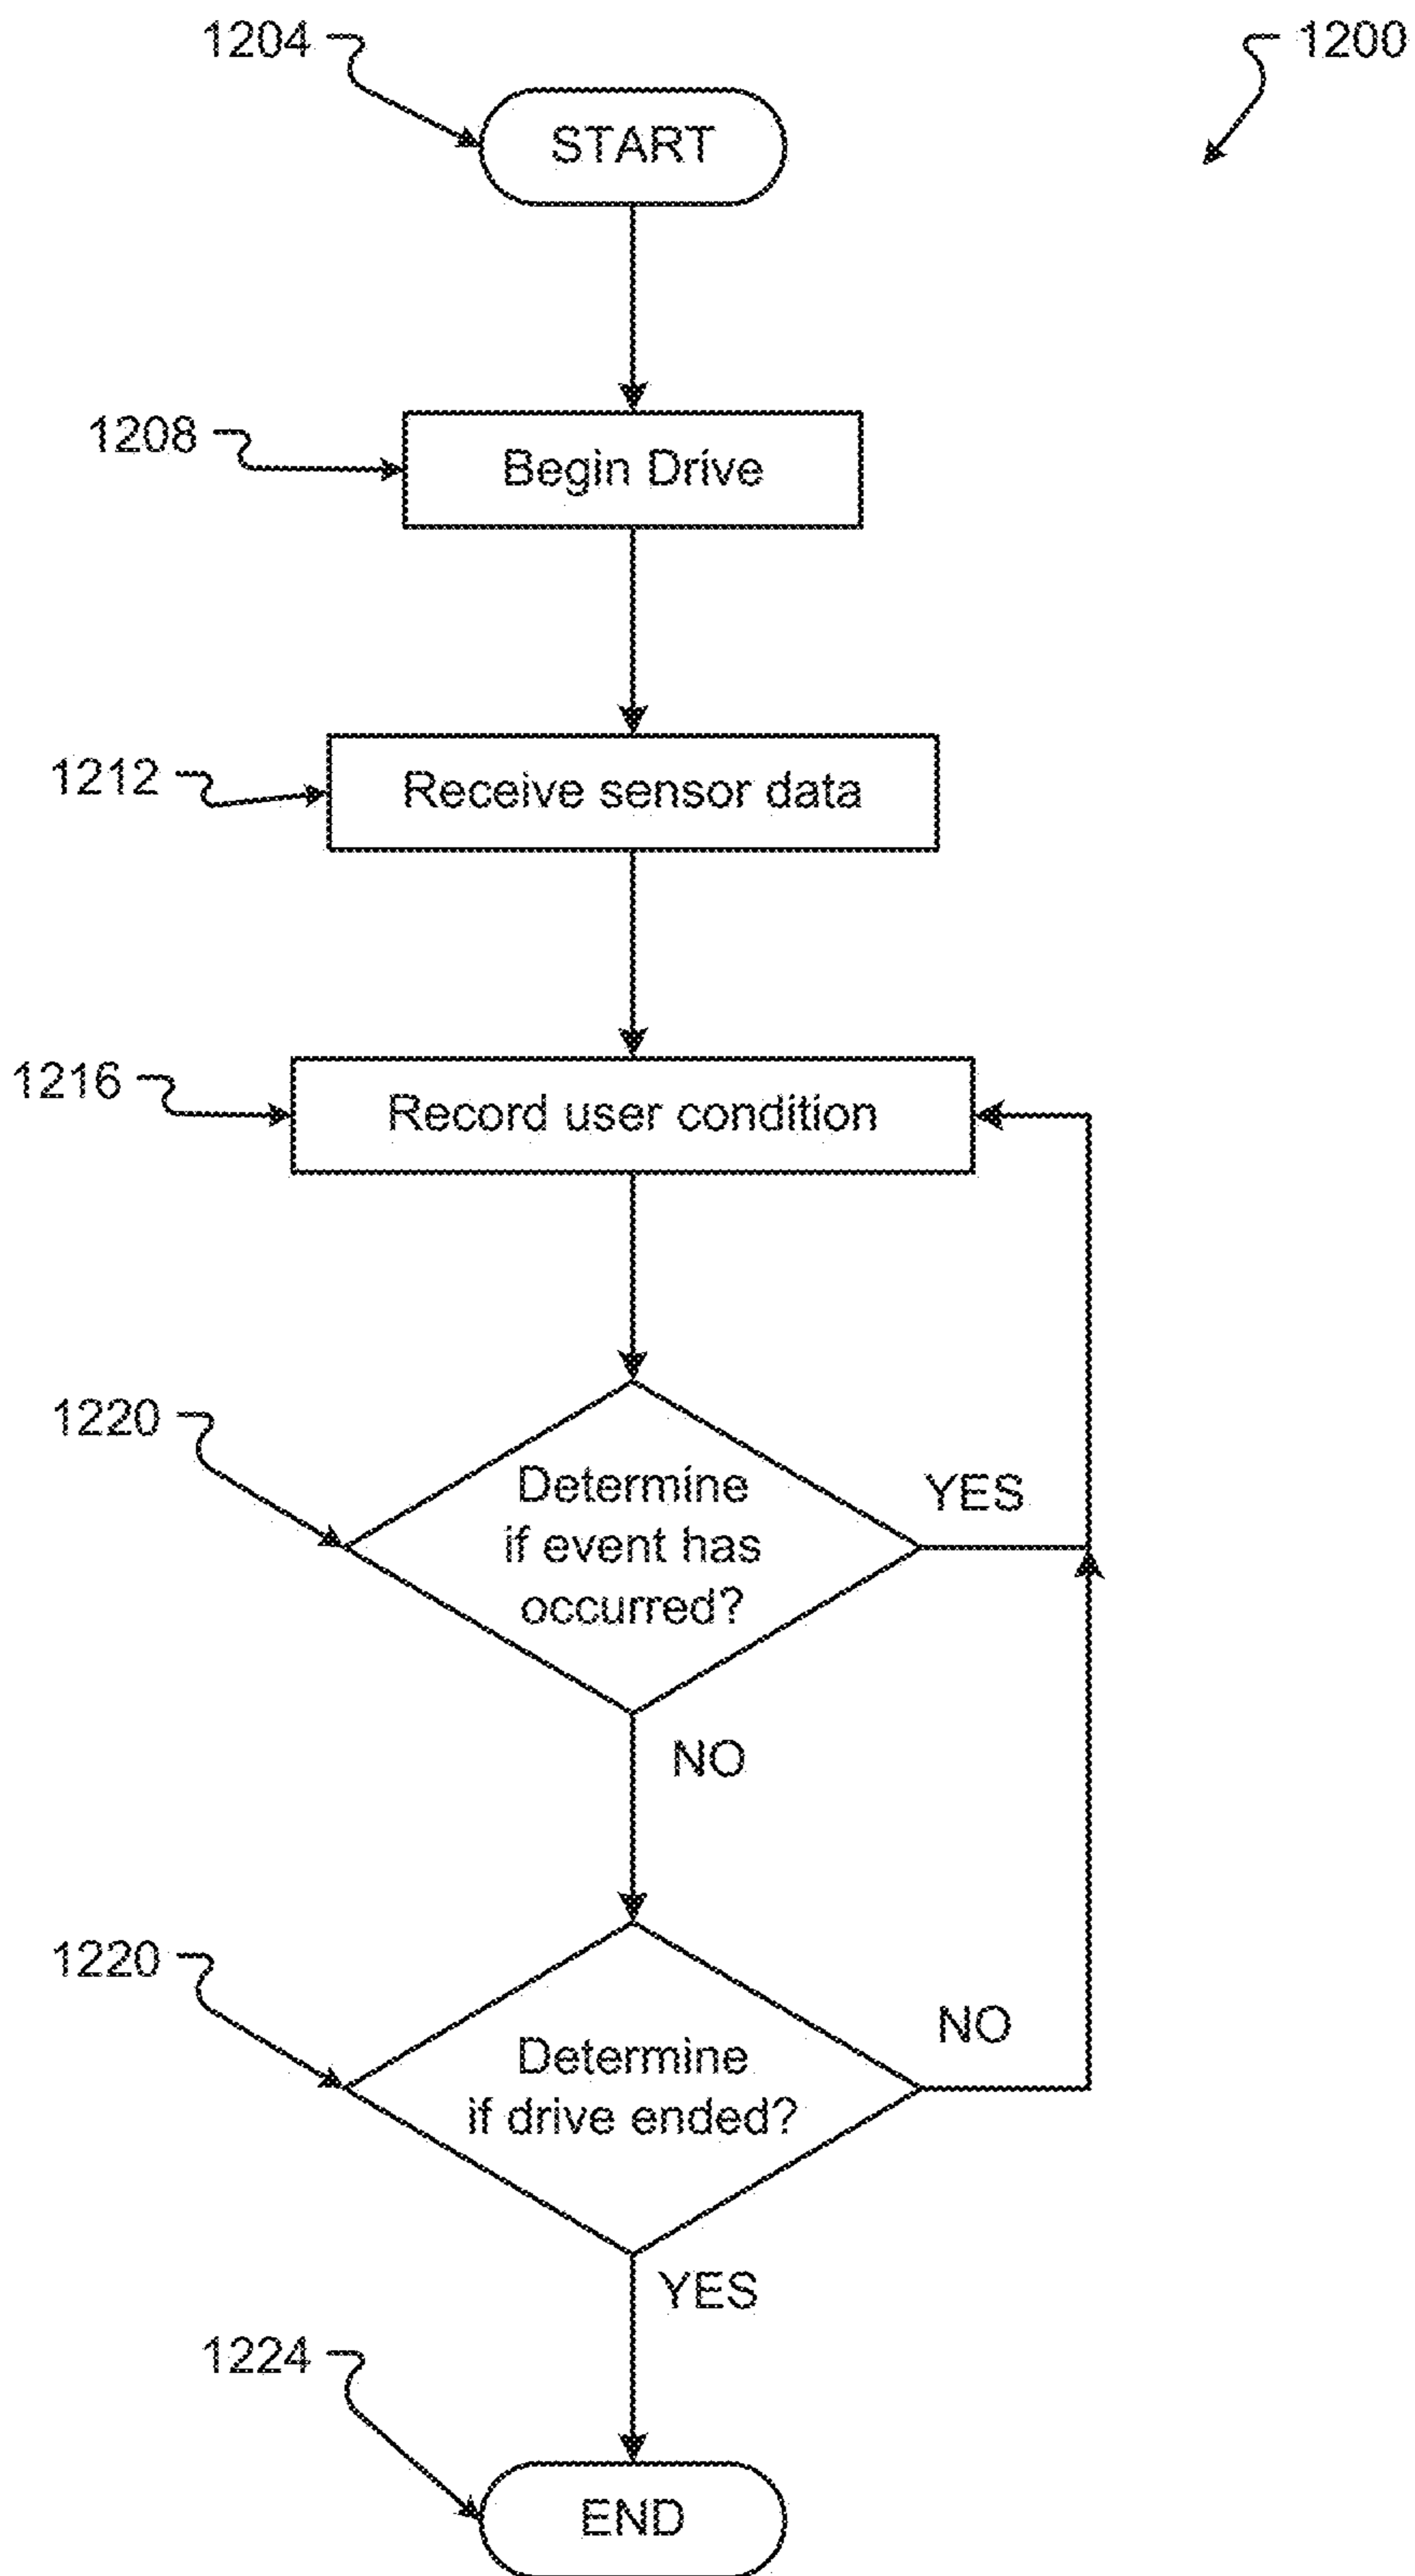 1204
1200
START
1208
Begin Drive
1212
Receive sensor data
1216
Record user condition
1220
Determine
if event has
occurred?
YES
NO
1220
Determine
if drive ended?
NO
YES
1224
END